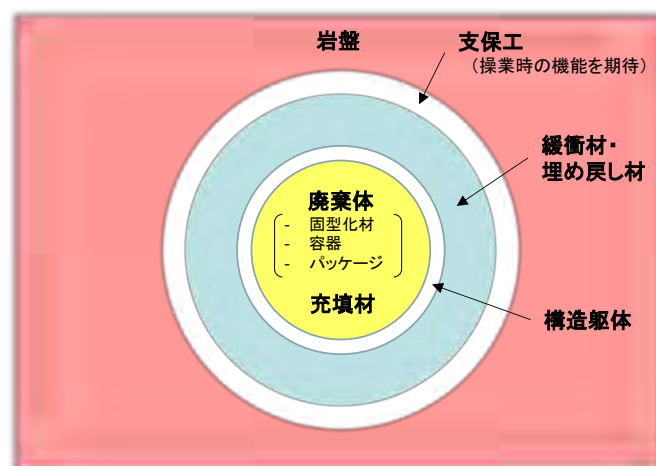 岩盤
支保工
（操業時の機能を期待）
緩衝材・
埋め戻し材
廃棄体
- 固型化材
- 容器
- パッケージ
充填材
構造躯体